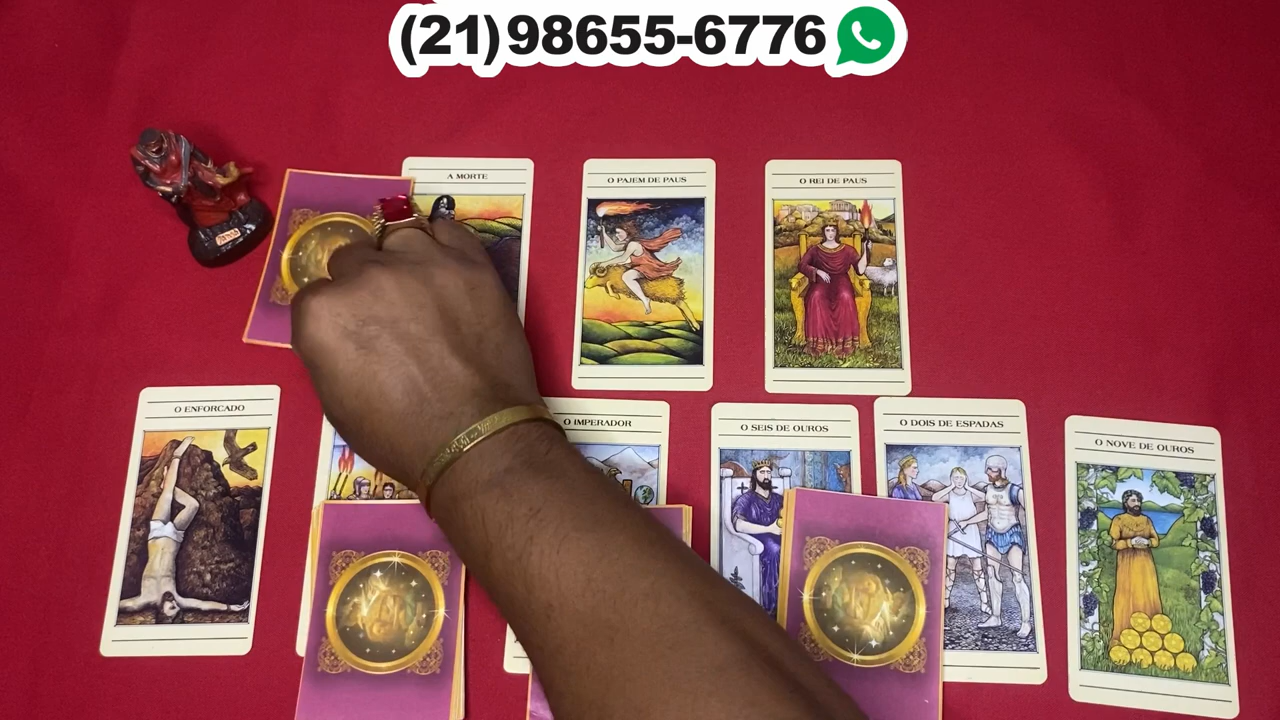 (21)98655-6776
A MORTE
O PAJEM DE PAUS
O REI DE PAUS
O ENFORCADO
O IMPERADOR
O SEIS DE OUROS
O DOIS DE ESPADAS
O NOVE DE OUROS